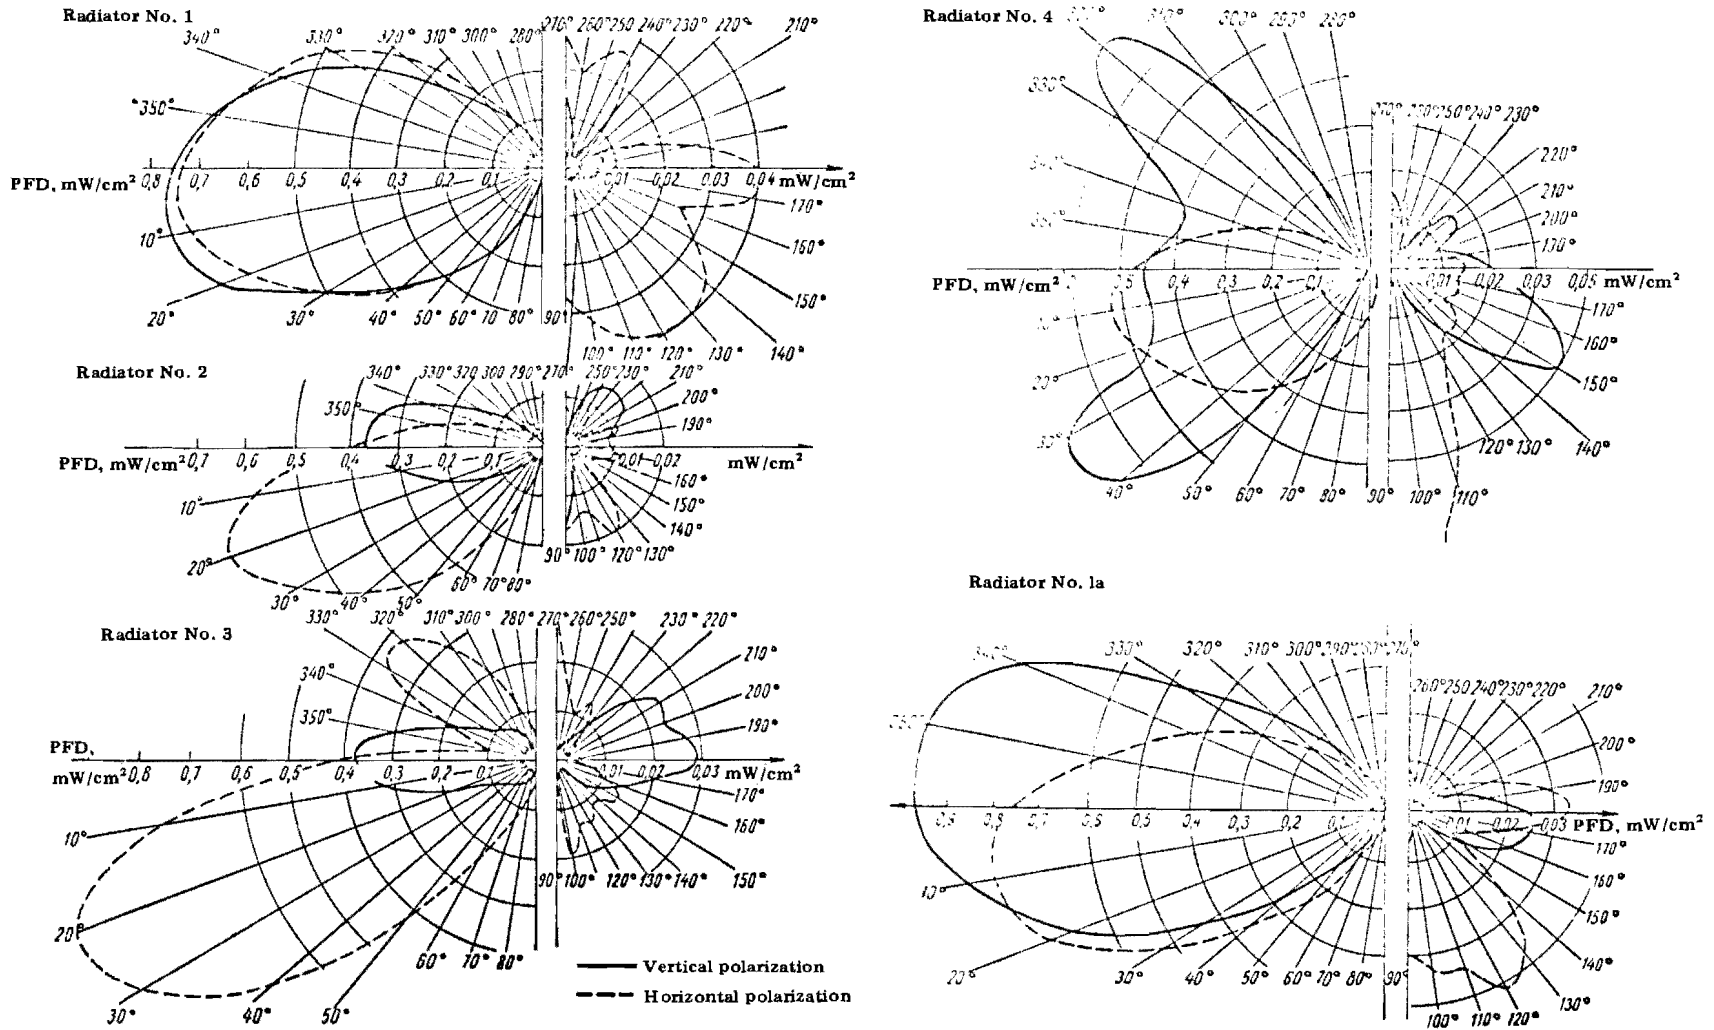 Radiator No. 1
340° 330° 320° 310° 300° 280° 260° 250 240° 230° 220° 210°
350°
PFD, mW/cm² 0,8 0,7 0,6 0,5 0,4 0,3 0,2 0,1 0,01 0,02 0.03 0,04 mW/cm²
170°
10° 160°
150°
20° 30° 40° 50° 60° 70 80° 90° 140°
100° 110° 120° 130°
Radiator No. 2
340° 330° 320 300 290° 270° 250° 230° 210°
350° 200°
190°
PFD, mW/cm² 0,7 0,6 0,5 0,4 0,3 0,2 0,1 0,01 0,02 mW/cm²
160°
10° 150°
140°
20° 90° 100° 120° 130°
30° 40° 50° 60° 70° 80°
Radiator No. 3
330° 320° 310° 300° 280° 270° 260° 250° 230° 220°
210°
340 200°
350° 190°
PFD, mW/cm² 0,8 0,7 0,6 0,5 0,4 0,3 0,2 0,1 0,01 0,02 0,03 mW/cm²
170°
10° 160°
90° 100° 120° 130° 140° 150°
20°
60° 70° 80°
30° 40° 50°
Vertical polarization
Horizontal polarization
Radiator No. 4
300° 290° 280°
330°
250° 240° 230°
340° 220°
210°
200°
PFD, mW/cm² 0,4 0,3 0,2 0,1 0,01 0,02 0,03 0,05 mW/cm²
170°
160°
20° 150°
120° 130° 140°
40° 50° 60° 70° 80° 90° 100° 110°
Radiator No. 1a
340° 330° 320° 310° 300° 290°
260° 250 240° 230° 220° 210°
200°
190°
0,8 0,7 0,5 0,4 0,3 0,2 0,02 0,03 PFD, mW/cm²
170°
10° 160°
150°
20° 30° 40° 50° 60° 70° 80° 90° 140°
100° 110° 120° 130°